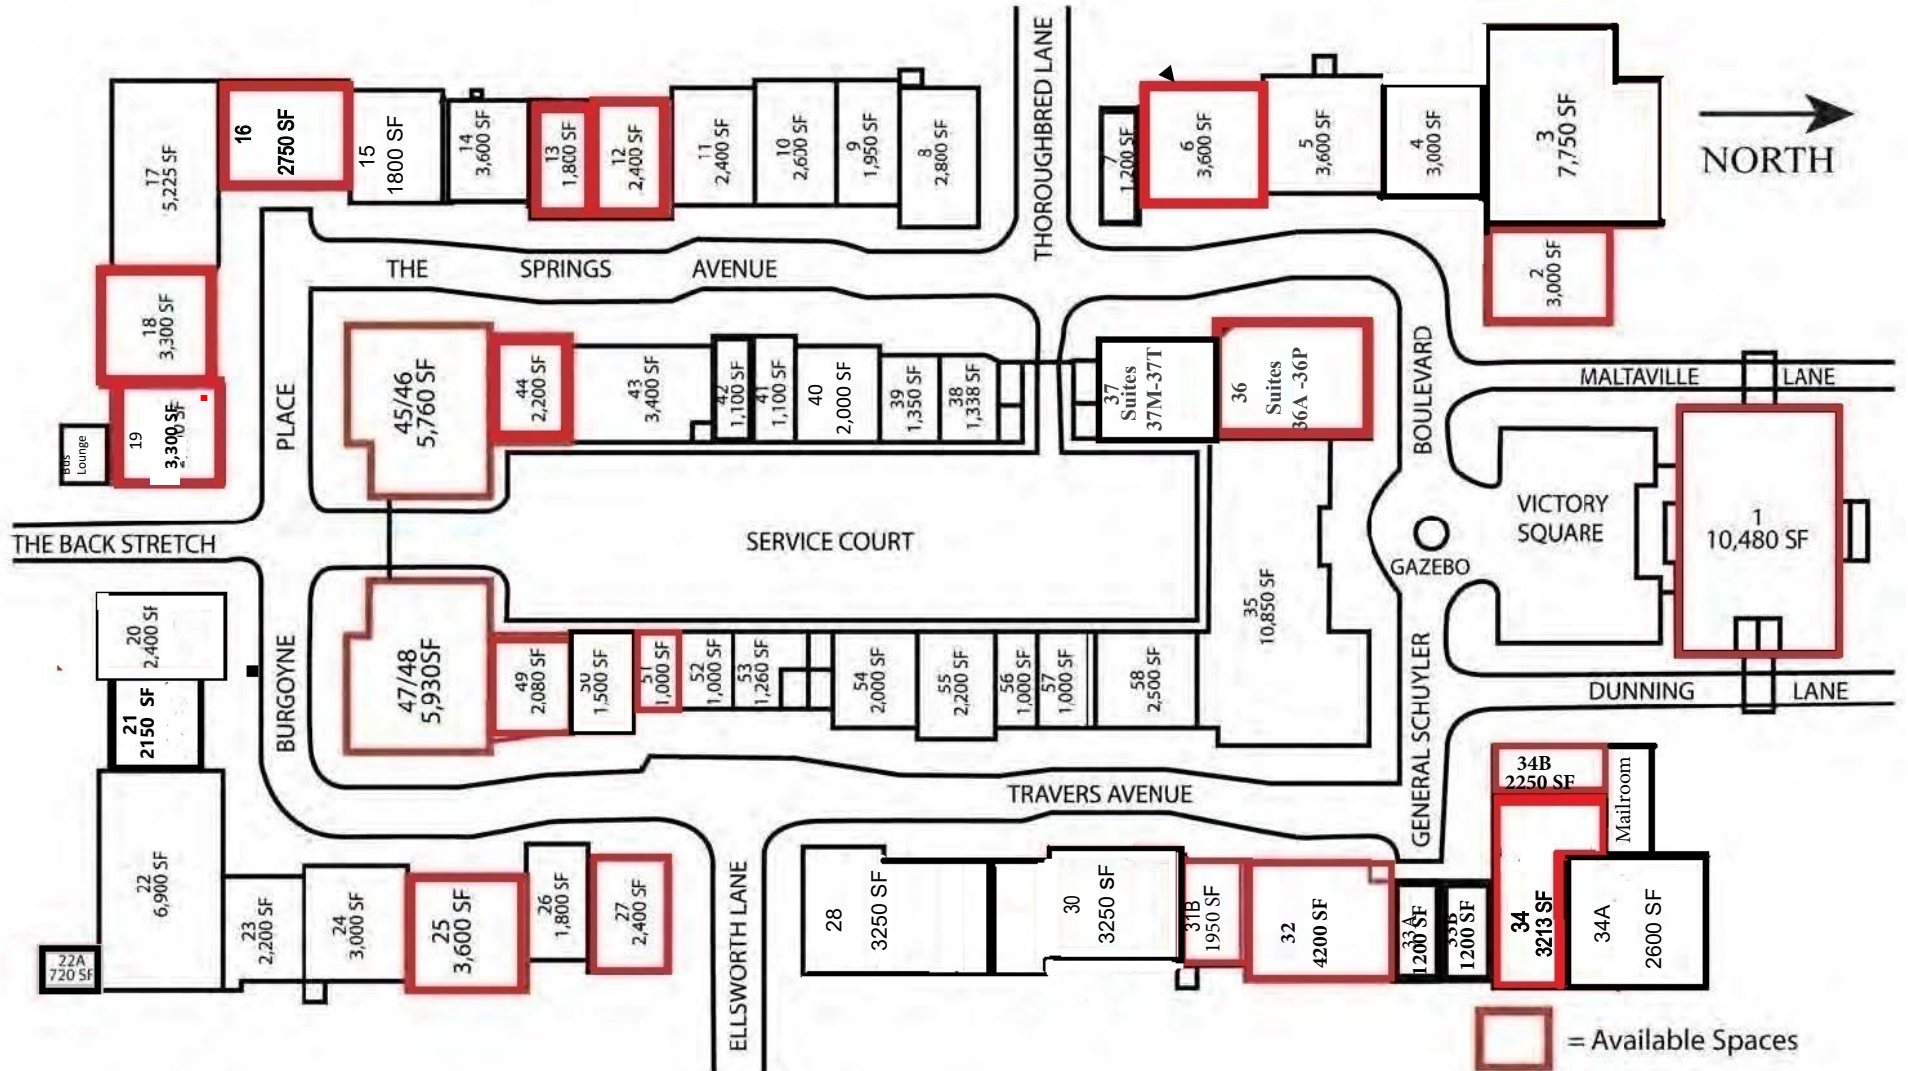 17
5,225 SF
16
2750 SF
15
1800 SF
14
3,600 SF
13
1,800 SF
12
2,400 SF
11
2,400 SF
10
2,600 SF
9
1,950 SF
8
2,800 SF
THOROUGHBRED LANE
7
1,200 SF
6
3,600 SF
5
3,600 SF
4
3,000 SF
3
7,750 SF
NORTH
2
3,000 SF
THE SPRINGS AVENUE
18
3,300 SF
19
3,300 SF
Bus
Lounge
PLACE
45/46
5,760 SF
44
2,200 SF
43
3,400 SF
42
1,100 SF
41
1,100 SF
40
2,000 SF
39
1,350 SF
38
1,338 SF
37
Suites
37M-37T
36
Suites
36A -36P
BOULEVARD
MALTAVILLE LANE
THE BACK STRETCH
SERVICE COURT
GAZEBO
VICTORY
SQUARE
1
10,480 SF
20
2,400 SF
21
2150 SF
BURGOYNE
47/48
5,930SF
49
2,080 SF
50
1,500 SF
51
1,000 SF
52
1,000 SF
53
1,260 SF
54
2,000 SF
55
2,200 SF
56
1,000 SF
57
1,000 SF
58
2,500 SF
35
10,850 SF
GENERAL SCHUYLER
DUNNING LANE
TRAVERS AVENUE
34B
2250 SF
Mailroom
22
6,900 SF
22A
720 SF
23
2,200 SF
24
3,000 SF
25
3,600 SF
26
1,800 SF
27
2,400 SF
ELLSWORTH LANE
28
3250 SF
30
3250 SF
31B
1950 SF
32
4200 SF
33A
1200 SF
33B
1200 SF
34
3213 SF
34A
2600 SF
= Available Spaces